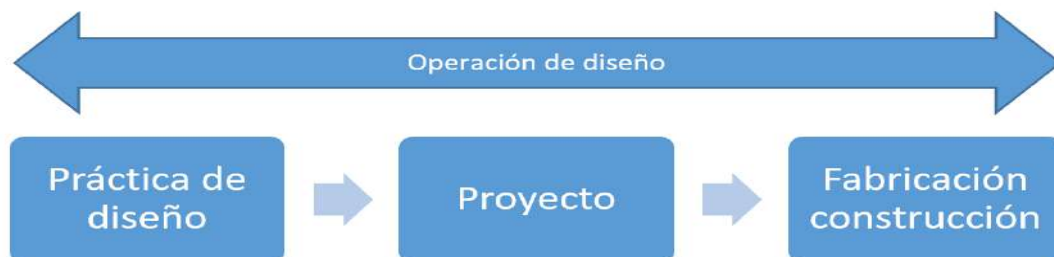 Operación de diseño
Práctica de
diseño
Proyecto
Fabricación
construcción